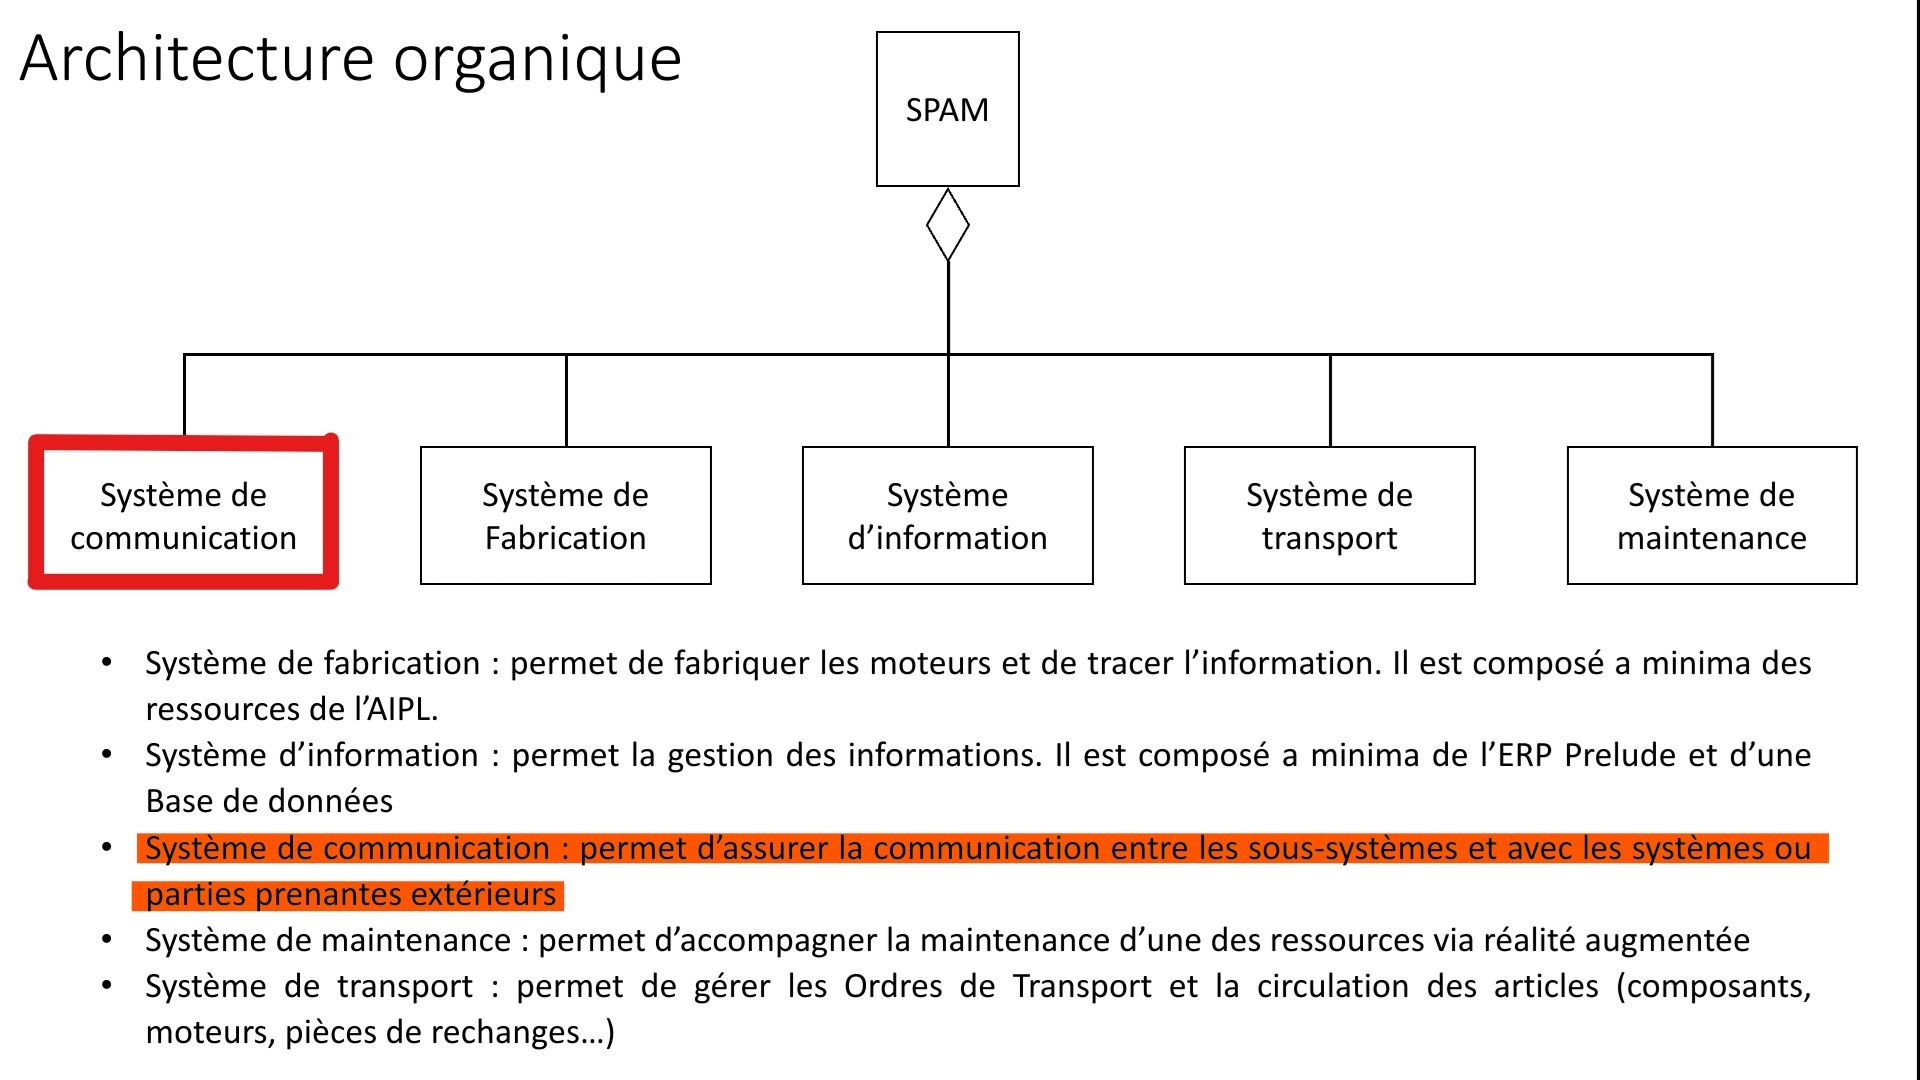 Architecture organique
SPAM
Système de
communication
Système de
Fabrication
Système
d’information
Système de
transport
Système de
maintenance
• Système de fabrication : permet de fabriquer les moteurs et de tracer l’information. Il est composé a minima des
ressources de l’AIPL.
• Système d’information : permet la gestion des informations. Il est composé a minima de l’ERP Prelude et d’une
Base de données
• Système de communication : permet d’assurer la communication entre les sous-systèmes et avec les systèmes ou
parties prenantes extérieurs
• Système de maintenance : permet d’accompagner la maintenance d’une des ressources via réalité augmentée
• Système de transport : permet de gérer les Ordres de Transport et la circulation des articles (composants,
moteurs, pièces de rechanges…)